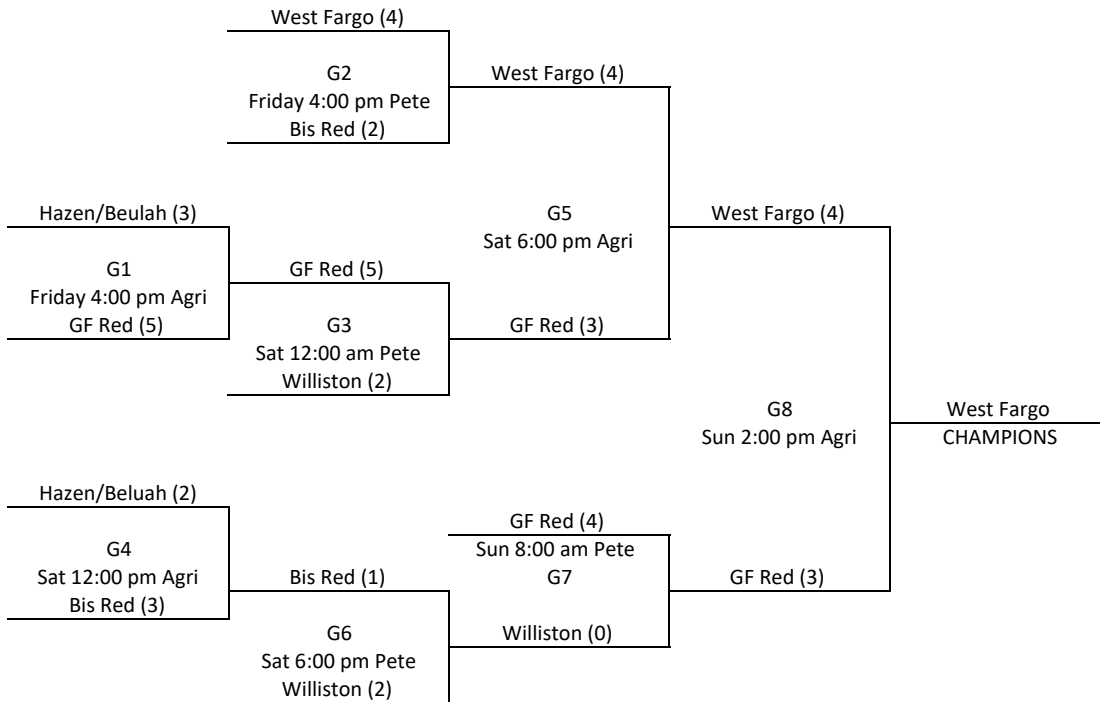 West Fargo (4)
G2
Friday 4:00 pm Pete
Bis Red (2)
West Fargo (4)
Hazen/Beulah (3)
G1
Friday 4:00 pm Agri
GF Red (5)
GF Red (5)
G3
Sat 12:00 am Pete
Williston (2)
G5
Sat 6:00 pm Agri
GF Red (3)
West Fargo (4)
G8
Sun 2:00 pm Agri
West Fargo
CHAMPIONS
Hazen/Beluah (2)
G4
Sat 12:00 pm Agri
Bis Red (3)
Bis Red (1)
G6
Sat 6:00 pm Pete
Williston (2)
GF Red (4)
Sun 8:00 am Pete
G7
Williston (0)
GF Red (3)